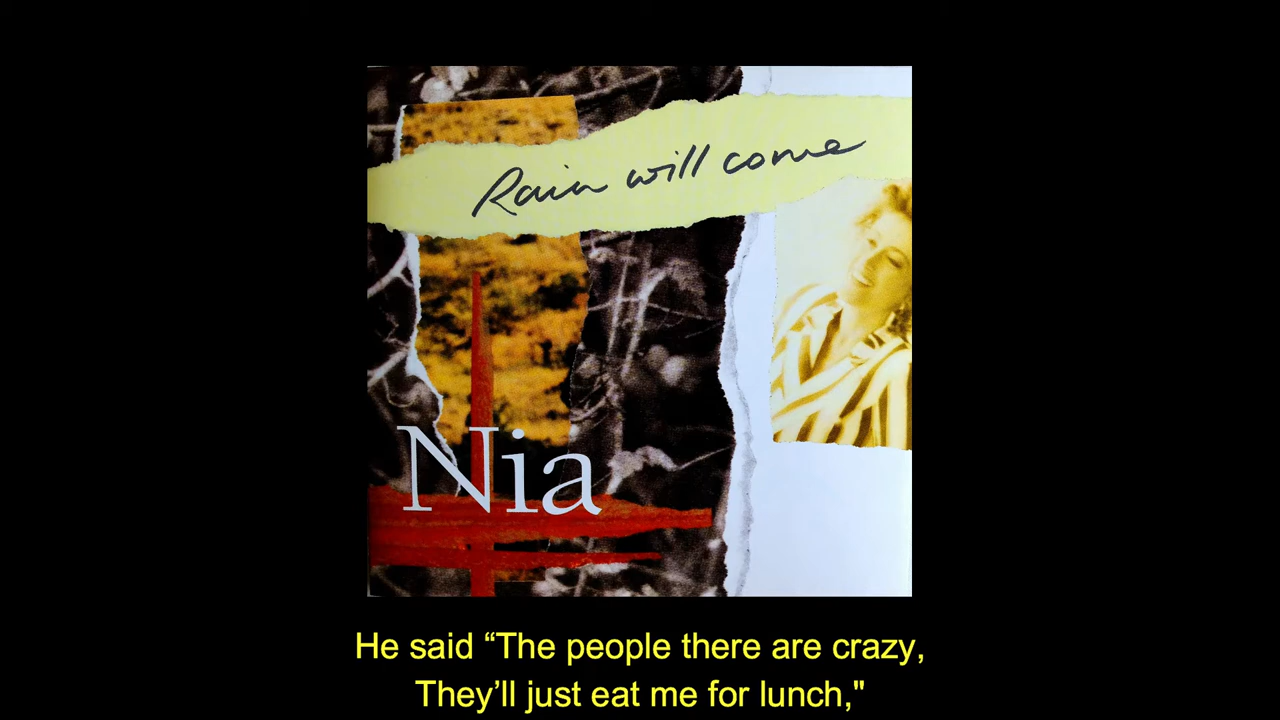 Rain will come
Nia
He said “The people there are crazy,
They’ll just eat me for lunch,"